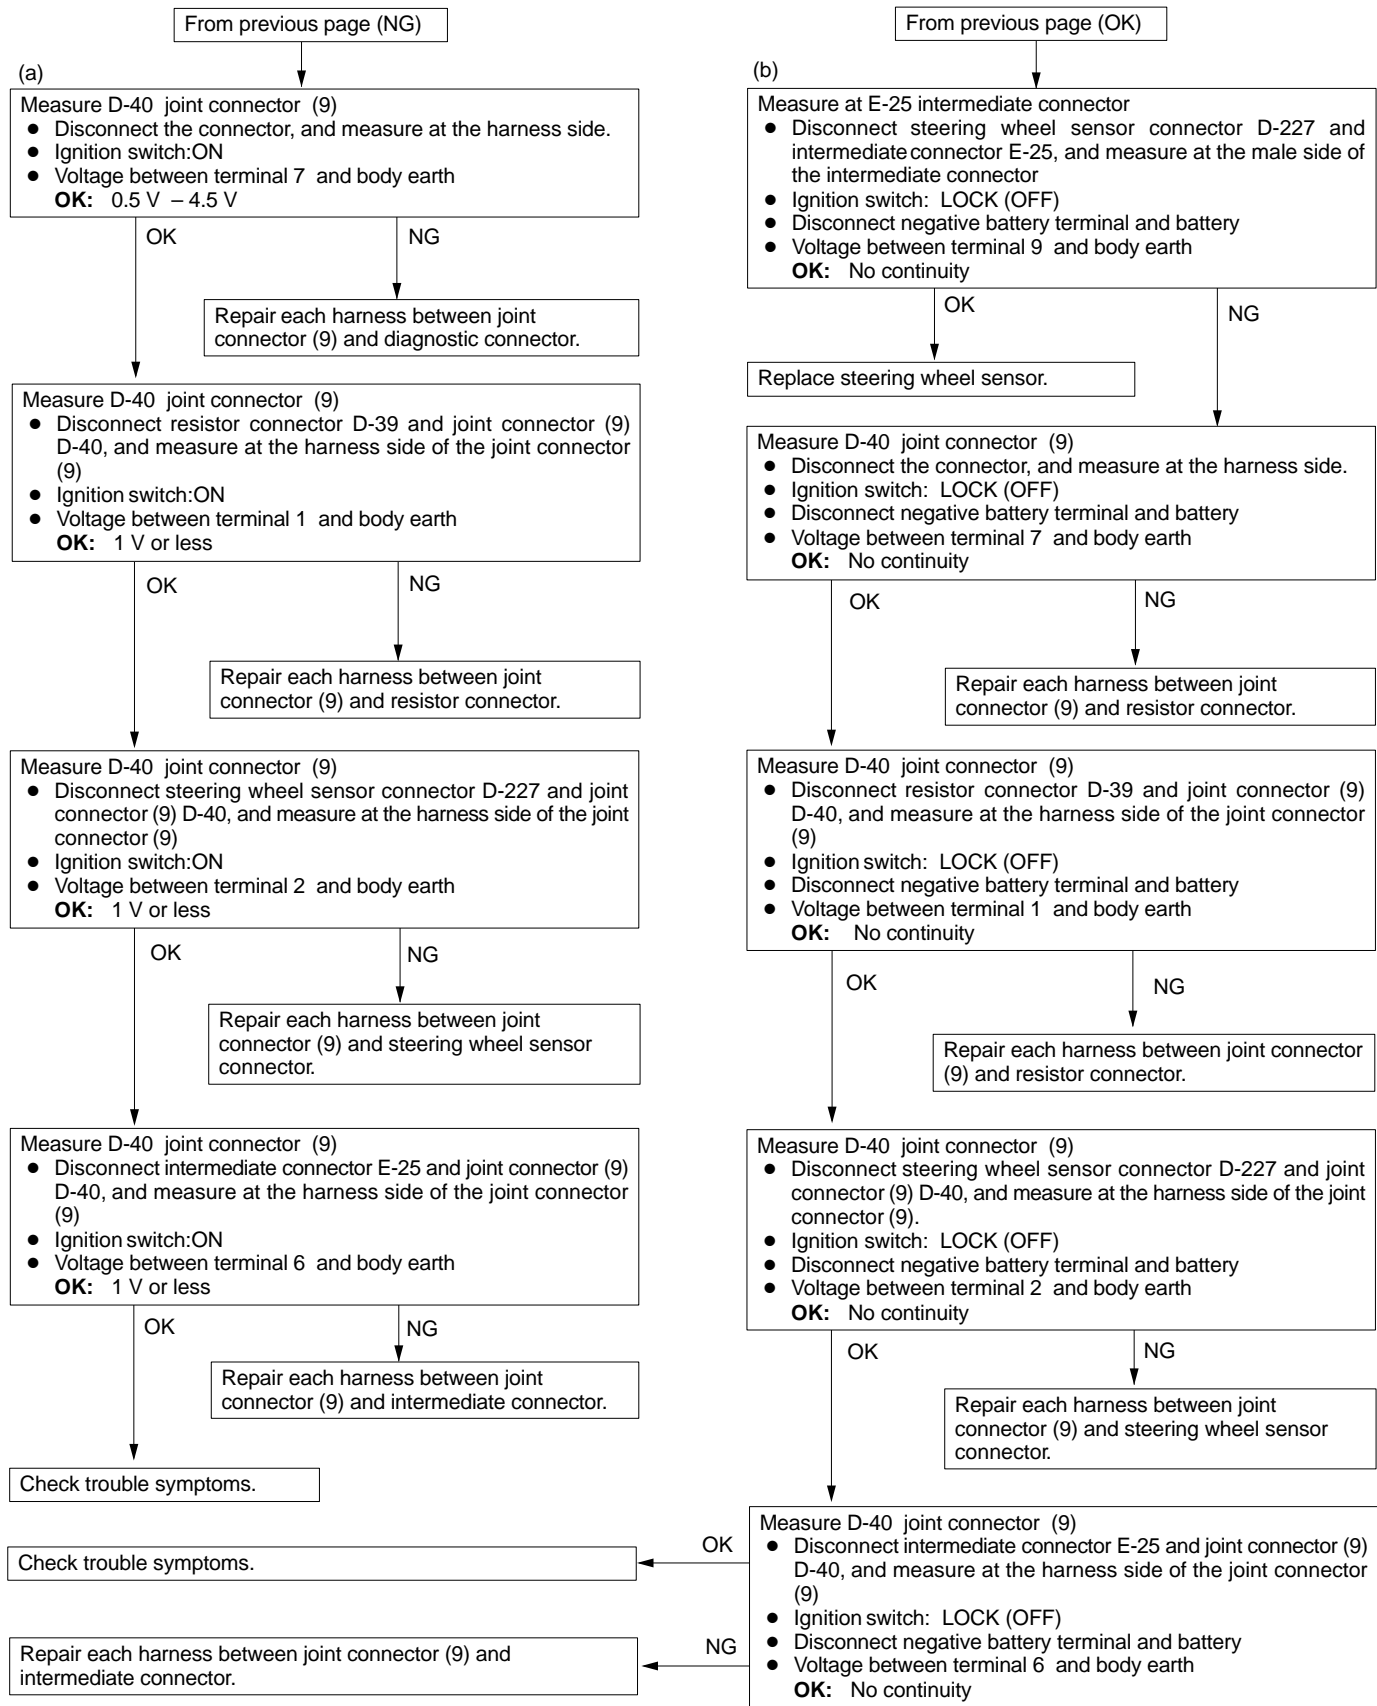 From previous page (NG)
(a)
Measure D-40 joint connector (9)
● Disconnect the connector, and measure at the harness side.
● Ignition switch:ON
● Voltage between terminal 7 and body earth
OK: 0.5 V – 4.5 V
OK
NG
Repair each harness between joint
connector (9) and diagnostic connector.
Measure D-40 joint connector (9)
● Disconnect resistor connector D-39 and joint connector (9)
D-40, and measure at the harness side of the joint connector
(9)
● Ignition switch:ON
● Voltage between terminal 1 and body earth
OK: 1 V or less
OK
NG
Repair each harness between joint
connector (9) and resistor connector.
Measure D-40 joint connector (9)
● Disconnect steering wheel sensor connector D-227 and joint
connector (9) D-40, and measure at the harness side of the joint
connector (9)
● Ignition switch:ON
● Voltage between terminal 2 and body earth
OK: 1 V or less
OK
NG
Repair each harness between joint
connector (9) and steering wheel sensor
connector.
Measure D-40 joint connector (9)
● Disconnect intermediate connector E-25 and joint connector (9)
D-40, and measure at the harness side of the joint connector
(9)
● Ignition switch:ON
● Voltage between terminal 6 and body earth
OK: 1 V or less
OK
NG
Repair each harness between joint
connector (9) and intermediate connector.
Check trouble symptoms.
From previous page (OK)
(b)
Measure at E-25 intermediate connector
● Disconnect steering wheel sensor connector D-227 and
intermediate connector E-25, and measure at the male side of
the intermediate connector
● Ignition switch: LOCK (OFF)
● Disconnect negative battery terminal and battery
● Voltage between terminal 9 and body earth
OK: No continuity
OK
NG
Replace steering wheel sensor.
Measure D-40 joint connector (9)
● Disconnect the connector, and measure at the harness side.
● Ignition switch: LOCK (OFF)
● Disconnect negative battery terminal and battery
● Voltage between terminal 7 and body earth
OK: No continuity
OK
NG
Repair each harness between joint
connector (9) and resistor connector.
Measure D-40 joint connector (9)
● Disconnect resistor connector D-39 and joint connector (9)
D-40, and measure at the harness side of the joint connector
(9)
● Ignition switch: LOCK (OFF)
● Disconnect negative battery terminal and battery
● Voltage between terminal 1 and body earth
OK: No continuity
OK
NG
Repair each harness between joint connector
(9) and resistor connector.
Measure D-40 joint connector (9)
● Disconnect steering wheel sensor connector D-227 and joint
connector (9) D-40, and measure at the harness side of the joint
connector (9).
● Ignition switch: LOCK (OFF)
● Disconnect negative battery terminal and battery
● Voltage between terminal 2 and body earth
OK: No continuity
OK
NG
Repair each harness between joint
connector (9) and steering wheel sensor
connector.
Measure D-40 joint connector (9)
● Disconnect intermediate connector E-25 and joint connector (9)
D-40, and measure at the harness side of the joint connector
(9)
● Ignition switch: LOCK (OFF)
● Disconnect negative battery terminal and battery
● Voltage between terminal 6 and body earth
OK: No continuity
OK
Check trouble symptoms.
NG
Repair each harness between joint connector (9) and
intermediate connector.